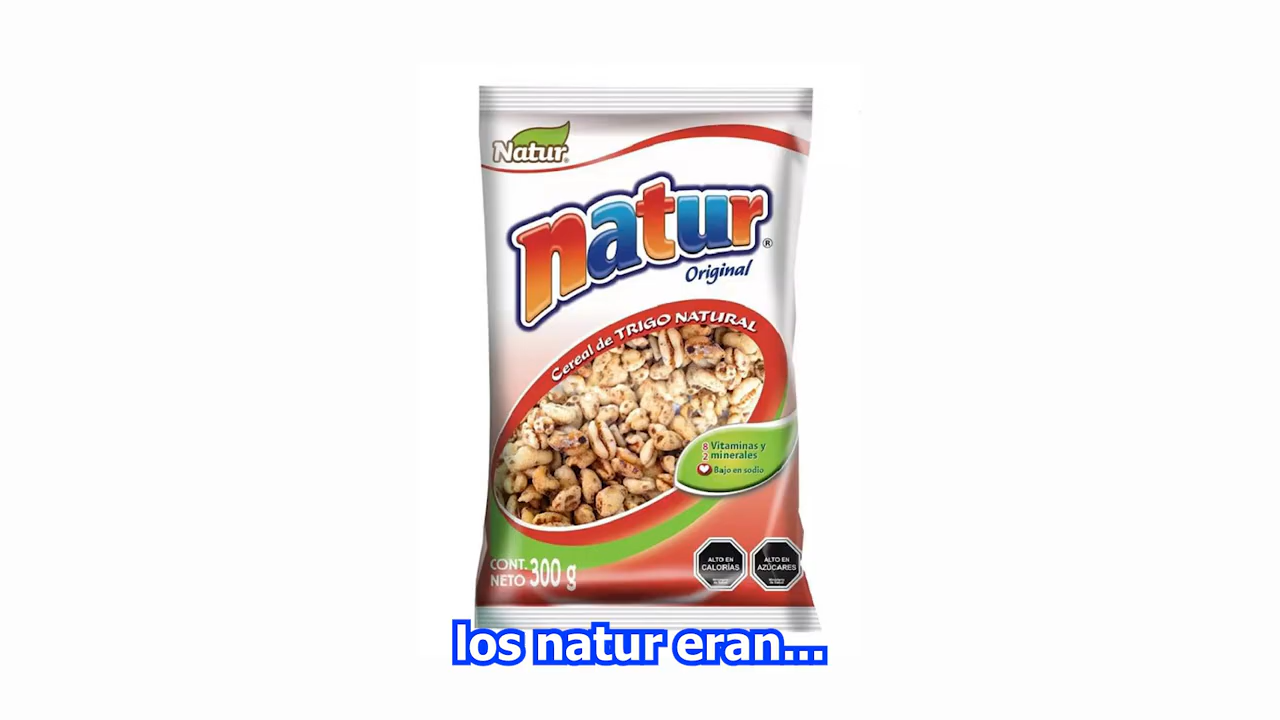 Natur
natur
®
Original
Cereal de TRIGO NATURAL
8 Vitaminas y
2 minerales
Bajo en sodio
CONT.
NETO 300 g
ALTO EN
CALORÍAS
ALTO EN
AZÚCARES
los natur eran...